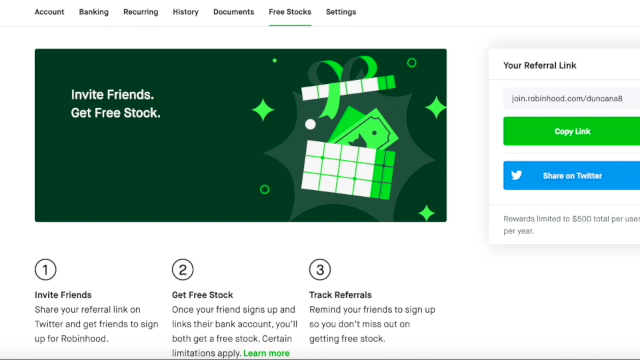 Account Banking Recurring History Documents Free Stocks Settings
Invite Friends.
Get Free Stock.
Your Referral Link
join.robinhood.com/duncana8
Copy Link
Share on Twitter
Rewards limited to $500 total per user
per year.
1
Invite Friends
Share your referral link on
Twitter and get friends to sign
up for Robinhood.
2
Get Free Stock
Once your friend signs up and
links their bank account, you'll
both get a free stock. Certain
limitations apply. Learn more
3
Track Referrals
Remind your friends to sign up
so you don't miss out on
getting free stock.